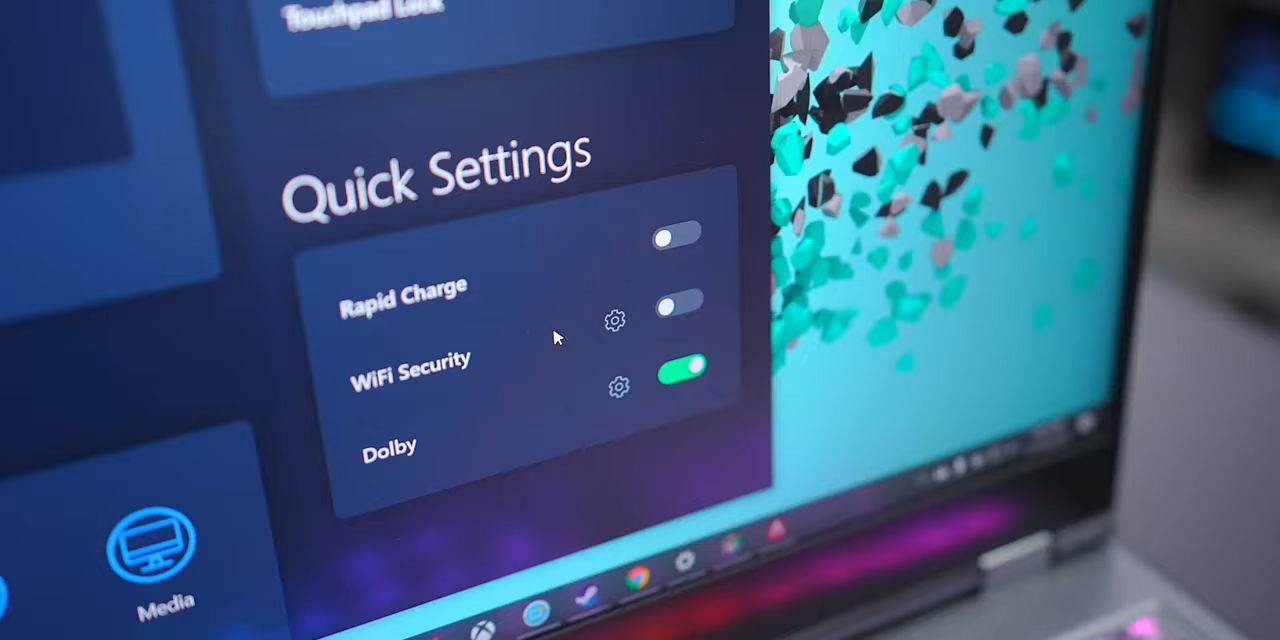 Touchpad Lock
Quick Settings
Rapid Charge
WiFi Security
Dolby
Media